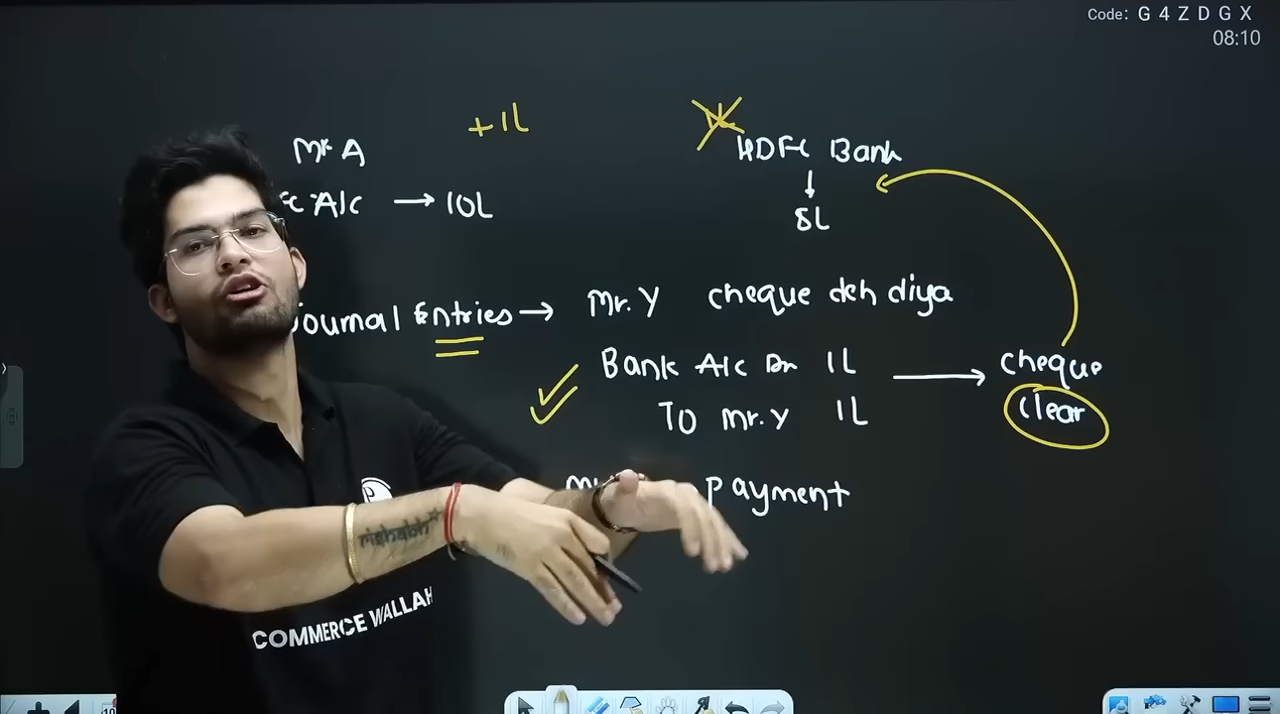 Code: G 4 Z D G X
08:10
+1L
Mr A
HDFC Bank
A/c → 10L
↓
8L
Journal Entries → Mr. Y cheque deh diya
Bank A/c Dr 1L → cheque
To Mr. Y 1L clear
payment
rishabh
COMMERCE WALLAH